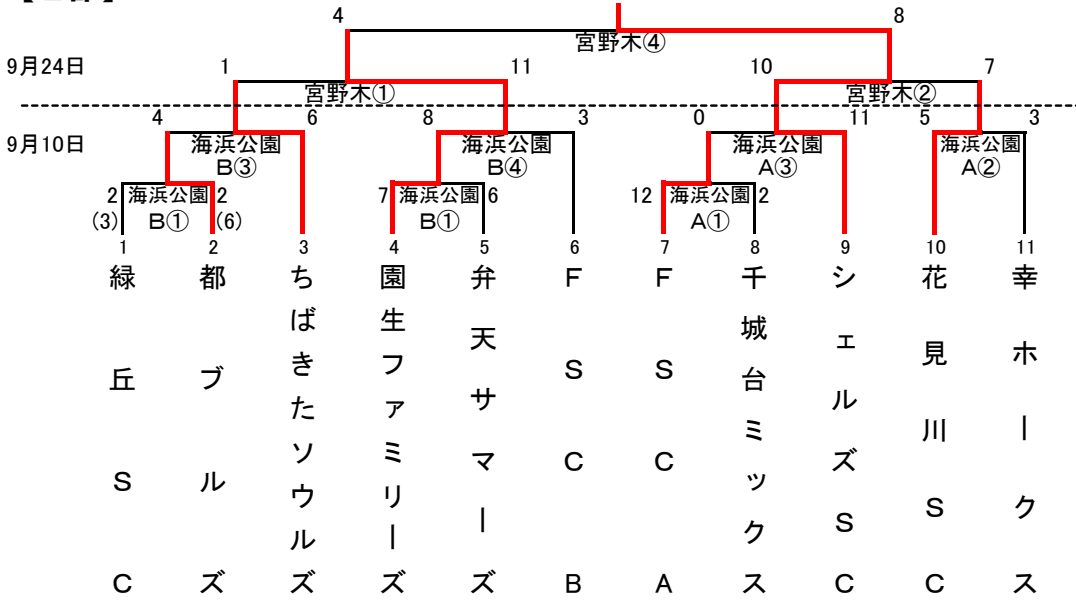 4 8
宮野木④
9月24日 1 11 10 7
宮野木① 宮野木②
4 6 8 3 0 11 5 3
9月10日 海浜公園 海浜公園 海浜公園 海浜公園
B③ B④ A③ A②
2 海浜公園 2 7 海浜公園 6 12 海浜公園 2
(3) B① (6) B① A①
1 2 3 4 5 6 7 8 9 10 11
緑丘SC
都ブルズ
ちばきたソウルズ
園生ファミリーズ
弁天サマーズ
FSCB
FSCA
千城台ミックス
シェルズSC
花見川SC
幸ホークス